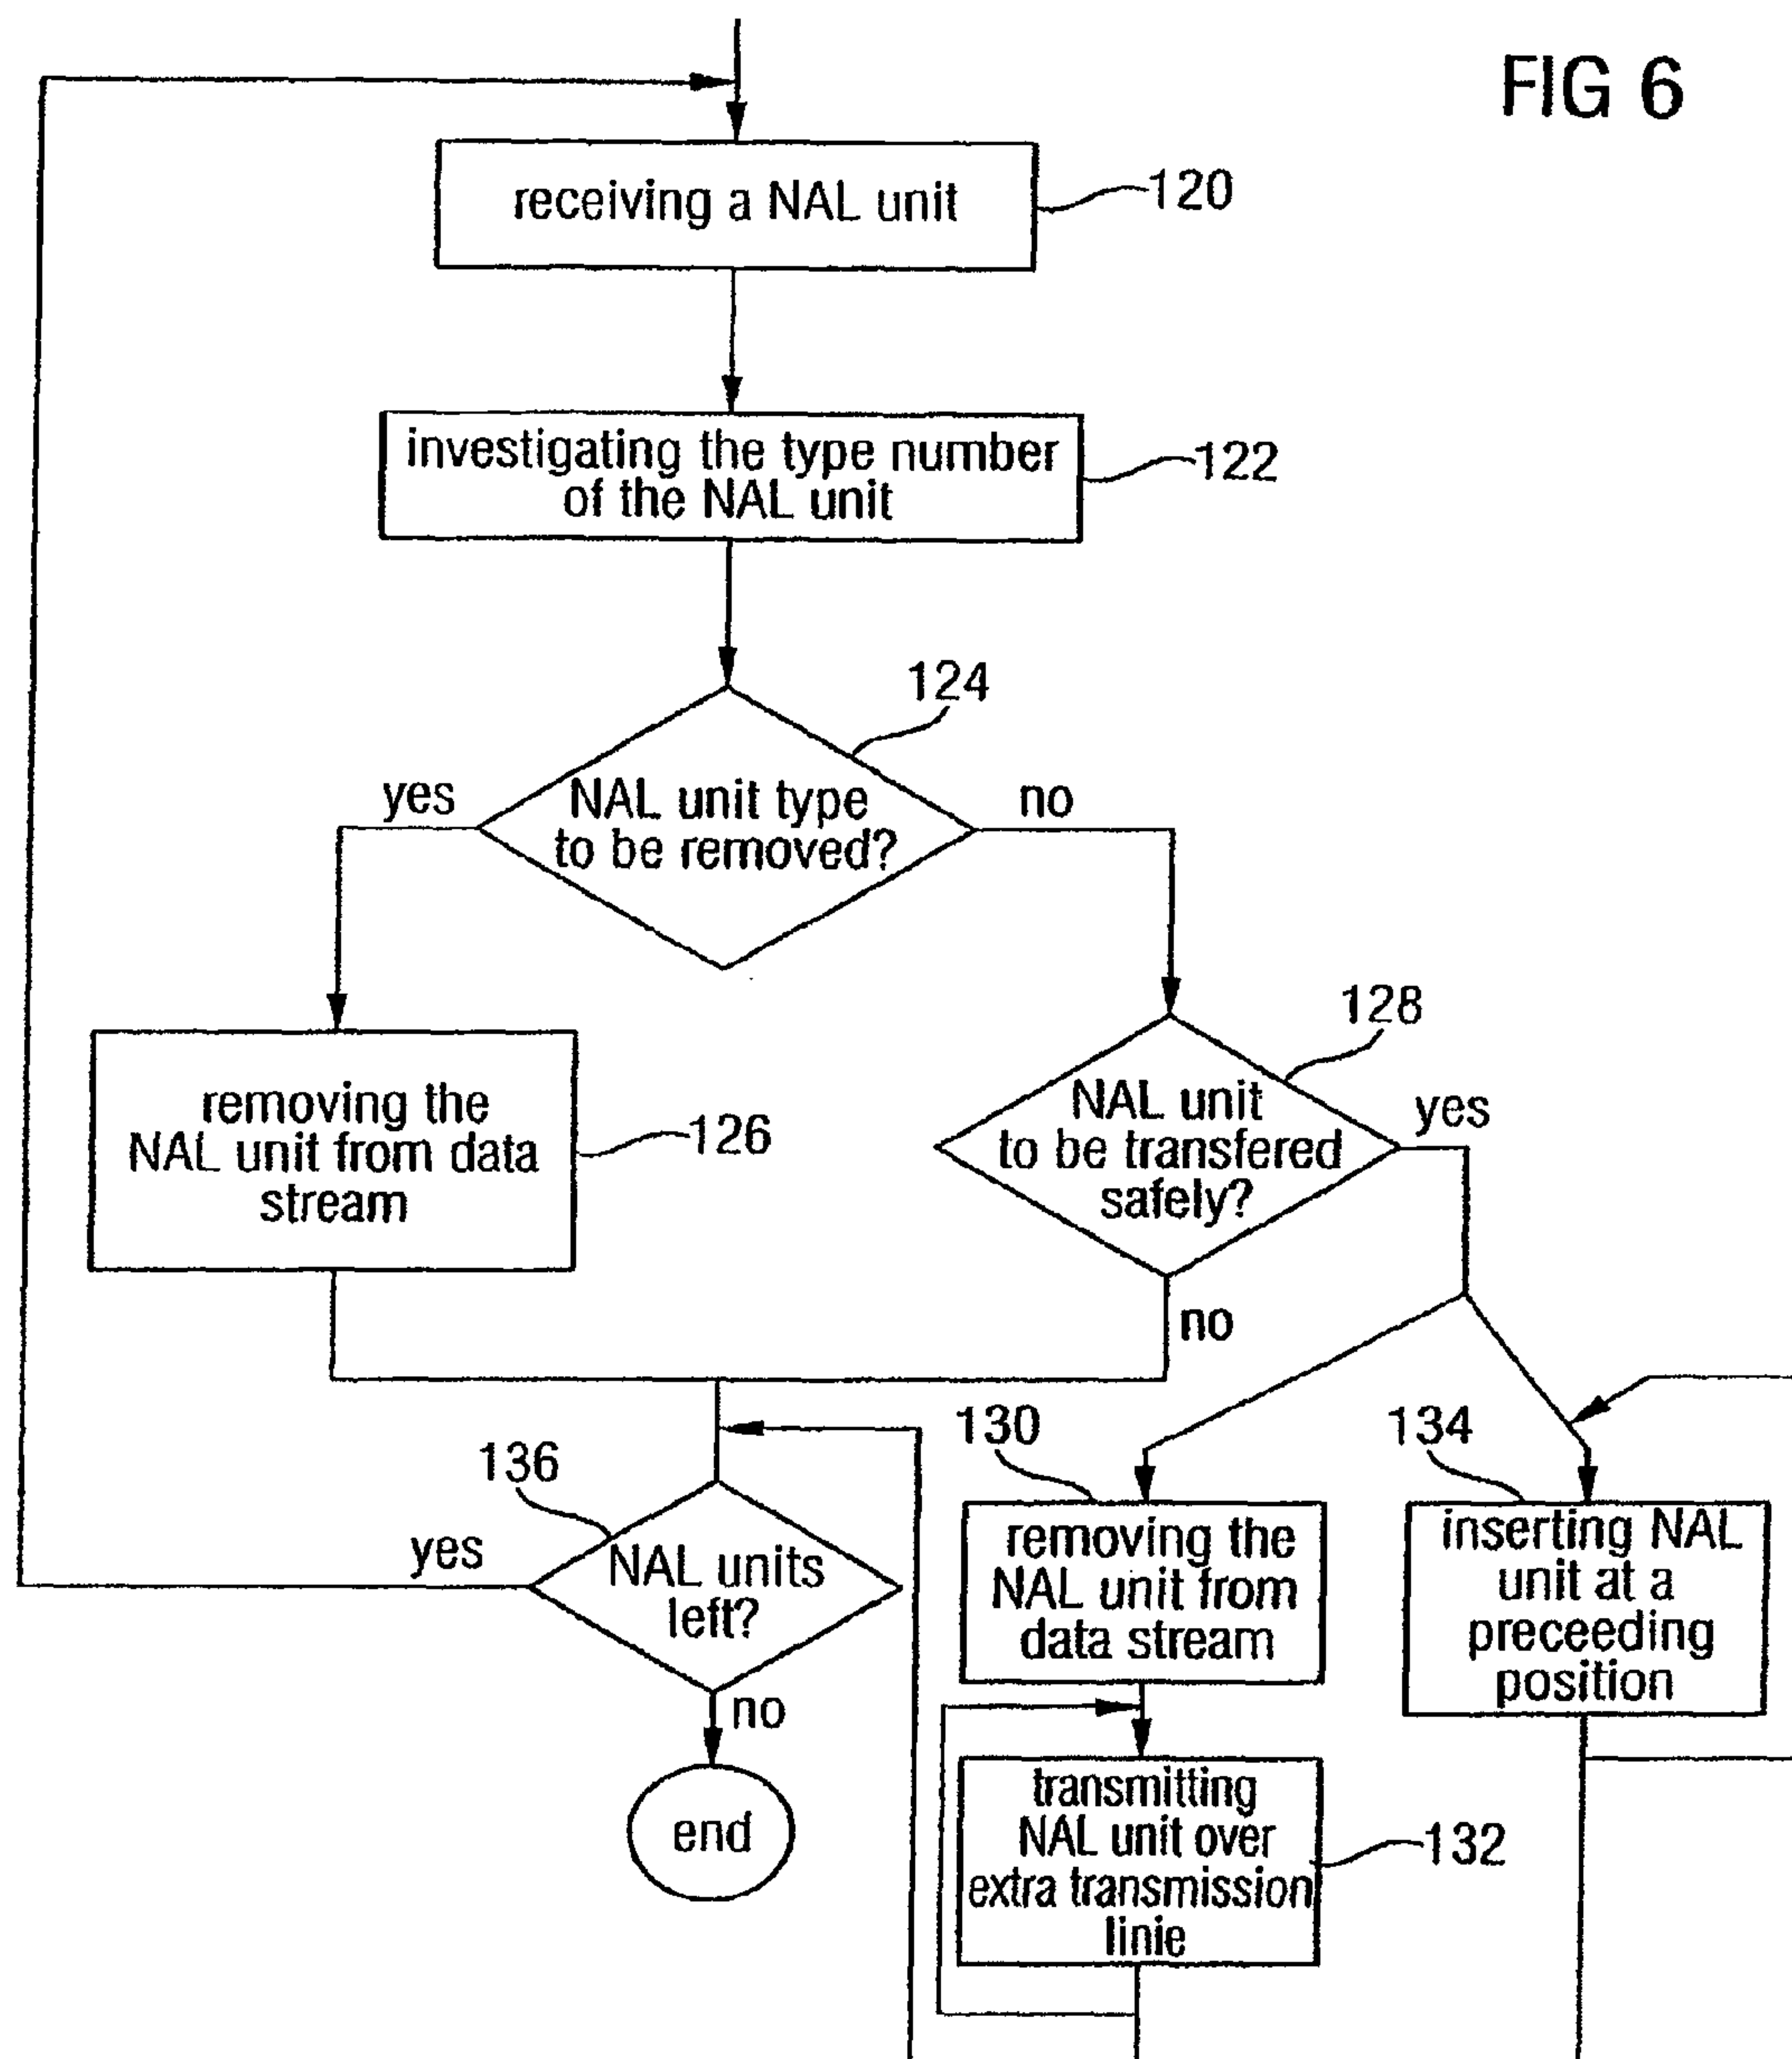 FIG 6
receiving a NAL unit
120
investigating the type number
of the NAL unit
122
124
yes
NAL unit type
to be removed?
no
128
removing the
NAL unit from data
stream
126
NAL unit
to be transfered
safely?
yes
no
130
134
136
yes
NAL units
left?
no
end
removing the
NAL unit from
data stream
inserting NAL
unit at a
preceeding
position
transmitting
NAL unit over
extra transmission
linie
132